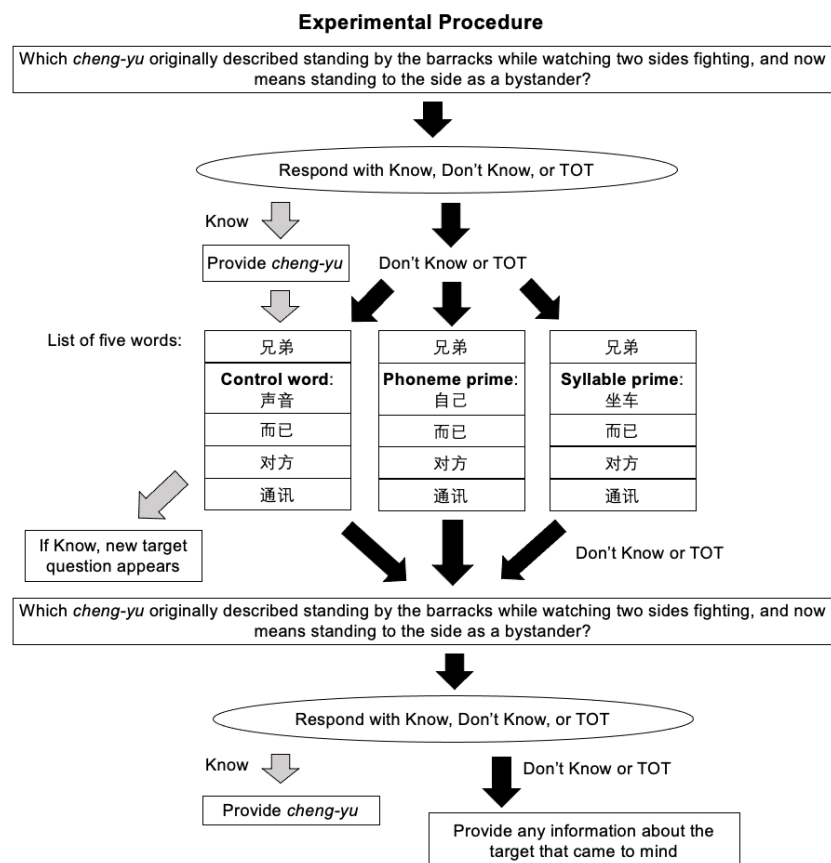 Experimental Procedure
Which cheng-yu originally described standing by the barracks while watching two sides fighting, and now
means standing to the side as a bystander?
Respond with Know, Don't Know, or TOT
Know
Provide cheng-yu
Don't Know or TOT
List of five words:
兄弟
Control word:
声音
而已
对方
通讯
兄弟
Phoneme prime:
自己
而已
对方
通讯
兄弟
Syllable prime:
坐车
而已
对方
通讯
If Know, new target
question appears
Don't Know or TOT
Which cheng-yu originally described standing by the barracks while watching two sides fighting, and now
means standing to the side as a bystander?
Respond with Know, Don't Know, or TOT
Know
Don't Know or TOT
Provide cheng-yu
Provide any information about the
target that came to mind